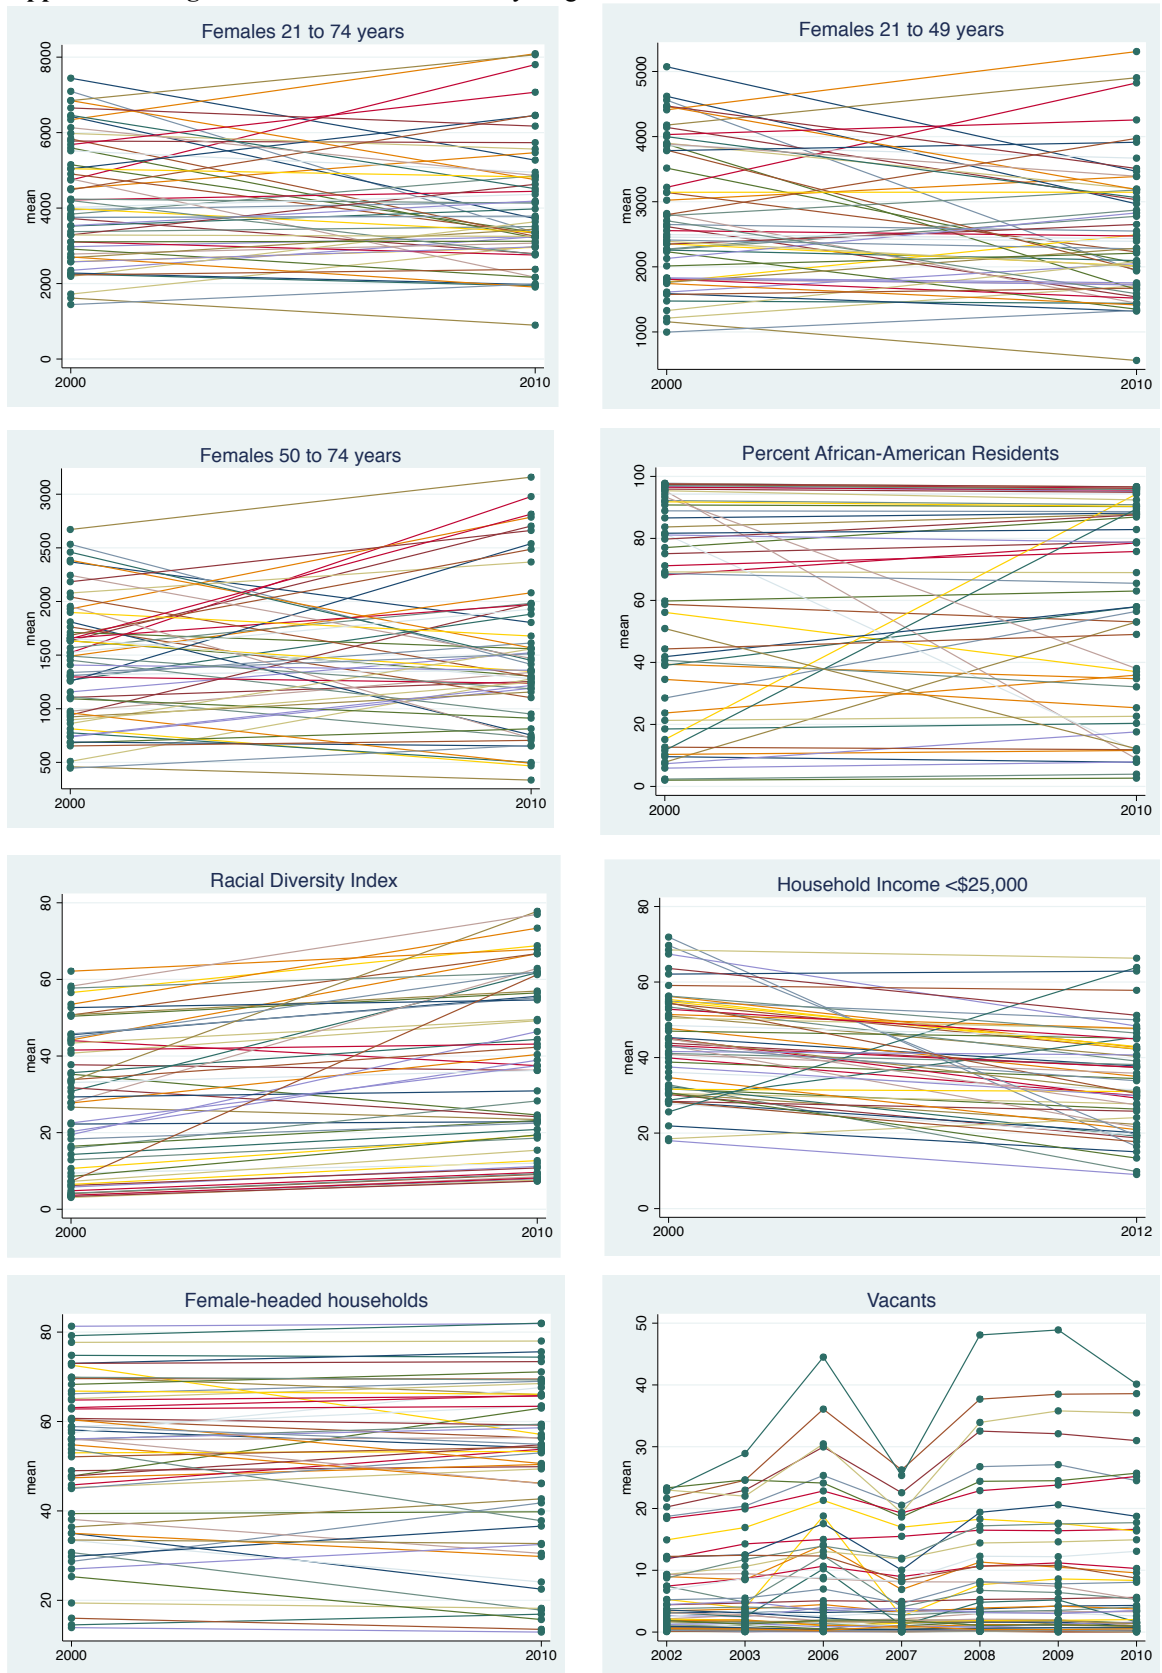 Females 21 to 74 years
mean
8000
6000
4000
2000
0
2000 2010
Females 21 to 49 years
mean
5000
4000
3000
2000
1000
2000 2010
Females 50 to 74 years
mean
3000
2500
2000
1500
1000
500
2000 2010
Percent African-American Residents
mean
100
80
60
40
20
0
2000 2010
Racial Diversity Index
mean
80
60
40
20
0
2000 2010
Household Income <$25,000
mean
80
60
40
20
0
2000 2012
Female-headed households
mean
80
60
40
20
2000 2010
Vacants
mean
50
40
30
20
10
0
2002 2003 2006 2007 2008 2009 2010